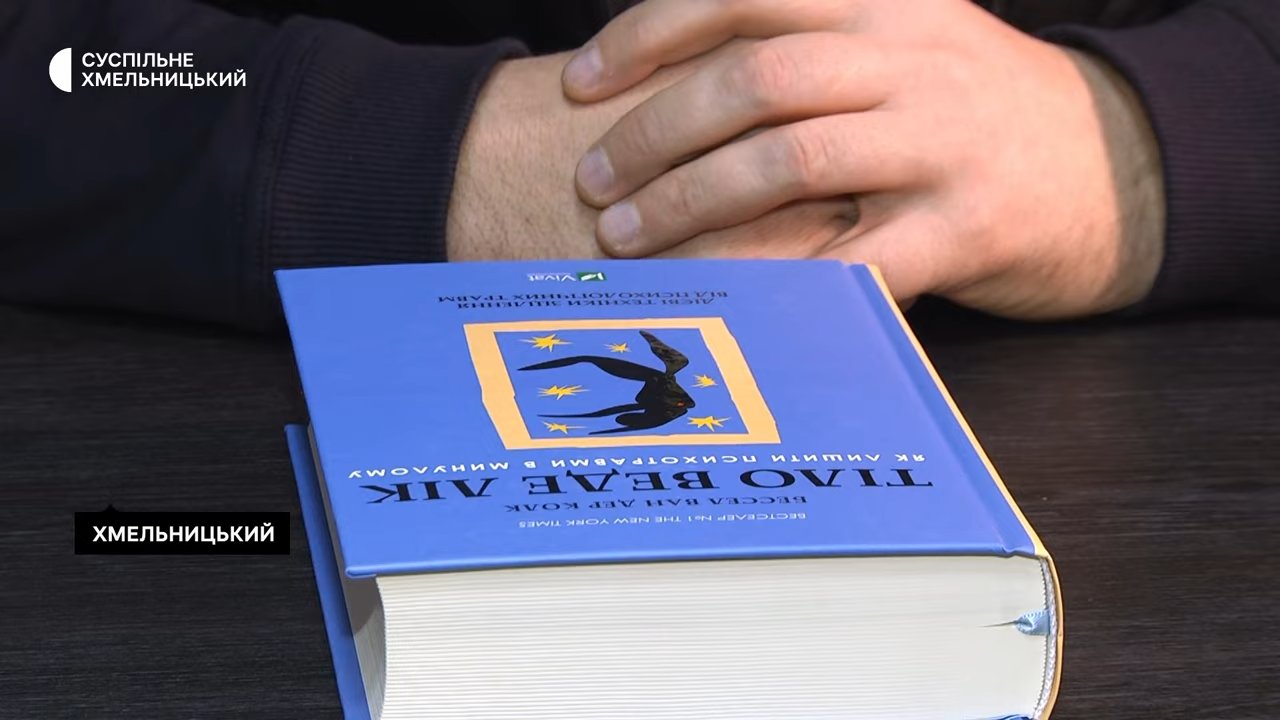 СУСПІЛЬНЕ
ХМЕЛЬНИЦЬКИЙ
БЕСТСЕЛЕР №1 THE NEW YORK TIMES
БЕССЕЛ ВАН ДЕР КОЛК
ТІЛО ВЕДЕ ЛІК
ЯК ЛИШИТИ ПСИХОТРАВМИ В МИНУЛОМУ
ДІЄВІ ТЕХНІКИ ЗЦІЛЕННЯ
ВІД ПСИХОЛОГІЧНИХ ТРАВМ
Vivat
ХМЕЛЬНИЦЬКИЙ